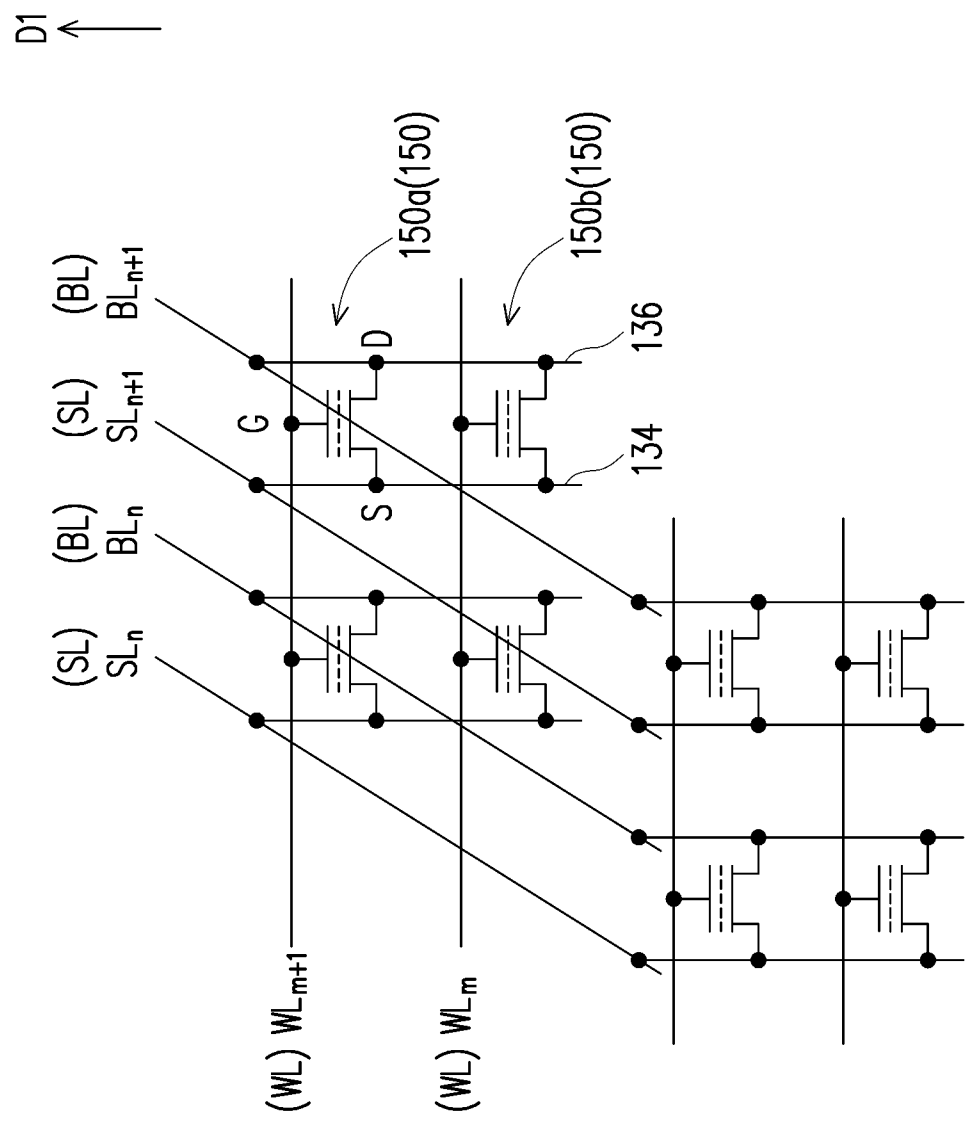 D1
(BL)
BLn+1
(SL)
SLn+1
(BL)
BLn
(SL)
SLn
150a(150)
150b(150)
G
D
S
136
134
(WL) WLm+1
(WL) WLm